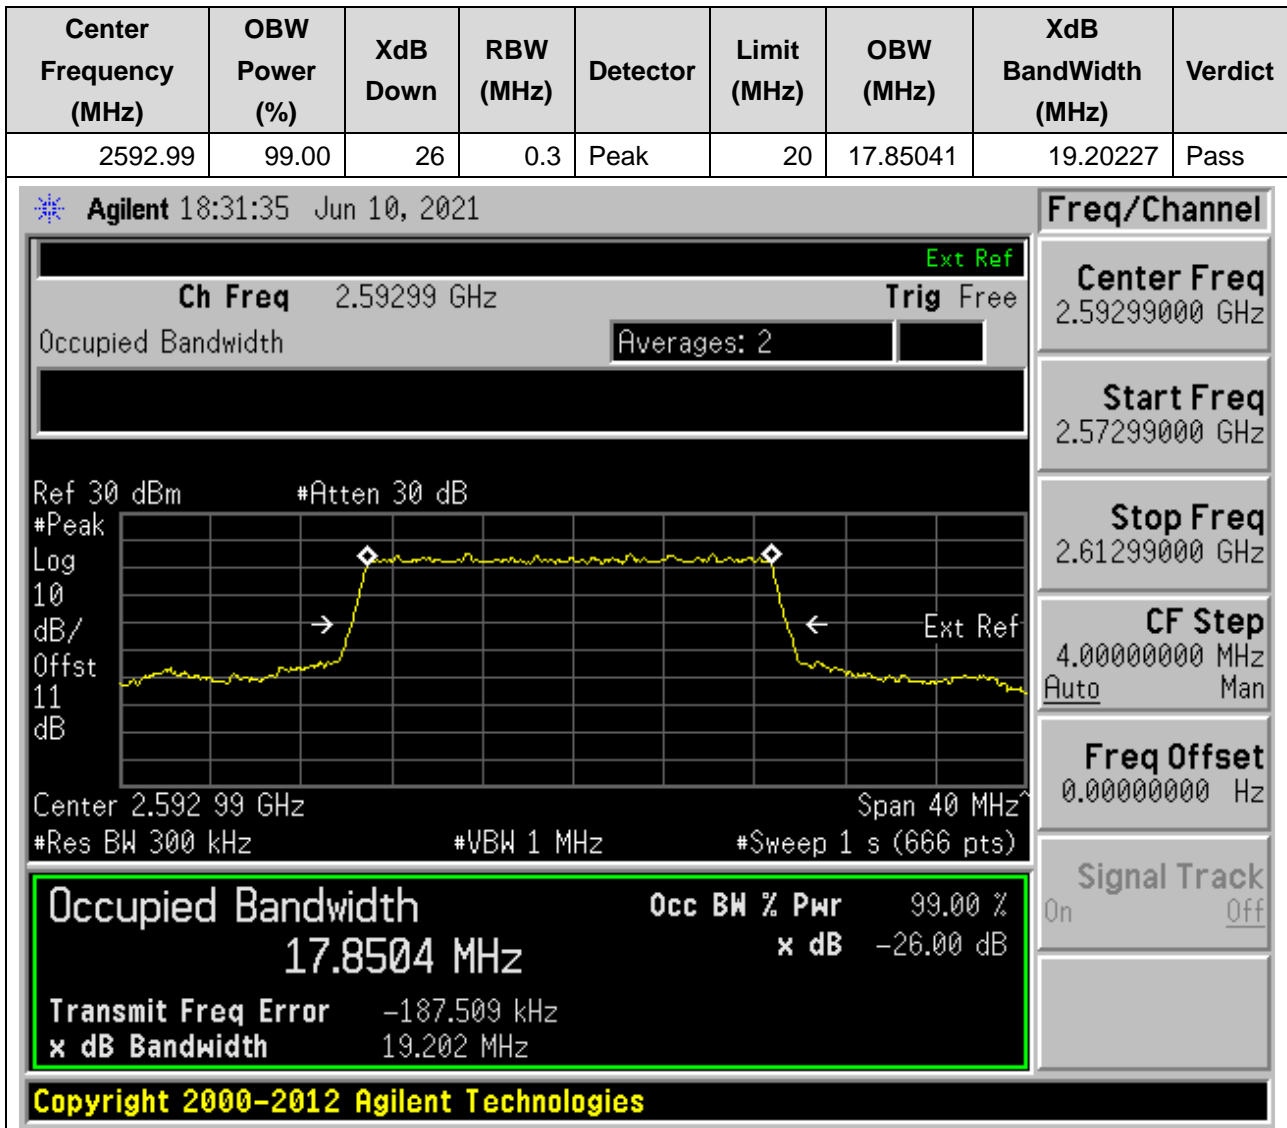 Center Frequency (MHz) OBW Power (%) XdB Down RBW (MHz) Detector Limit (MHz) OBW (MHz) XdB BandWidth (MHz) Verdict
2592.99 99.00 26 0.3 Peak 20 17.85041 19.20227 Pass
Agilent 18:31:35 Jun 10, 2021
Ext Ref
Ch Freq 2.59299 GHz Trig Free
Occupied Bandwidth Averages: 2
Ref 30 dBm #Atten 30 dB
#Peak
Log
10
dB/
Offst
11
dB
Ext Ref
Center 2.592 99 GHz Span 40 MHz^
#Res BW 300 kHz #VBW 1 MHz #Sweep 1 s (666 pts)
Occupied Bandwidth
17.8504 MHz
Occ BW % Pwr 99.00 %
x dB -26.00 dB
Transmit Freq Error -187.509 kHz
x dB Bandwidth 19.202 MHz
Freq/Channel
Center Freq
2.59299000 GHz
Start Freq
2.57299000 GHz
Stop Freq
2.61299000 GHz
CF Step
4.00000000 MHz
Auto Man
Freq Offset
0.00000000 Hz
Signal Track
On Off
Copyright 2000-2012 Agilent Technologies